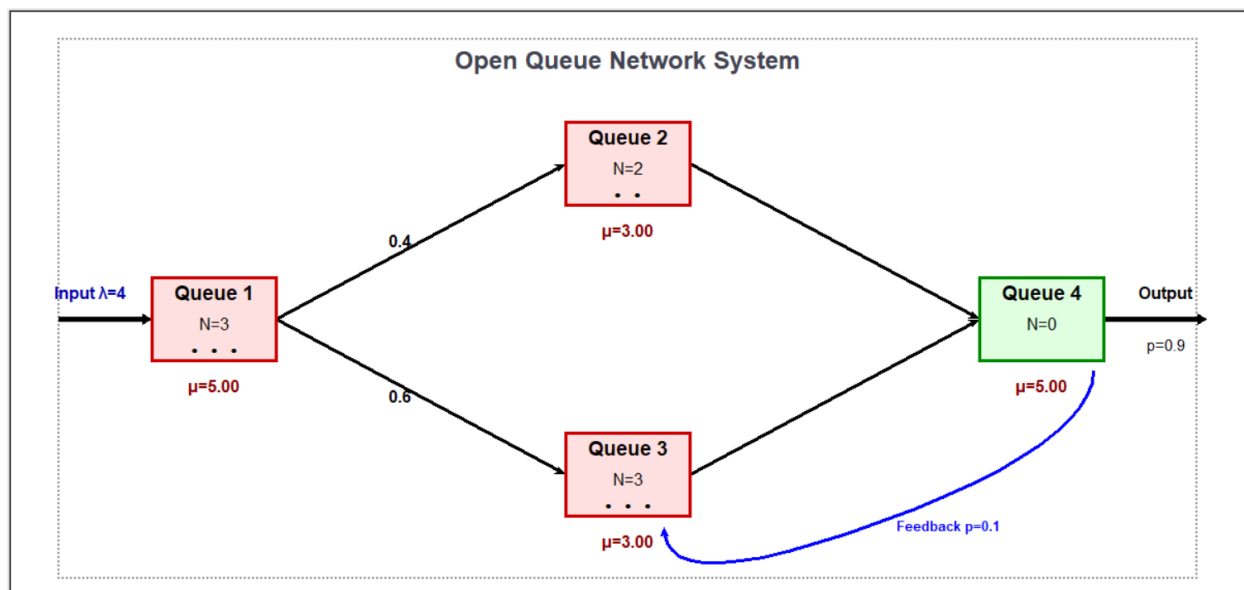 Open Queue Network System
Queue 2
N=2
μ=3.00
0.4
Input λ=4
Queue 1
N=3
μ=5.00
Queue 4
N=0
μ=5.00
Output
p=0.9
0.6
Queue 3
N=3
μ=3.00
Feedback p=0.1